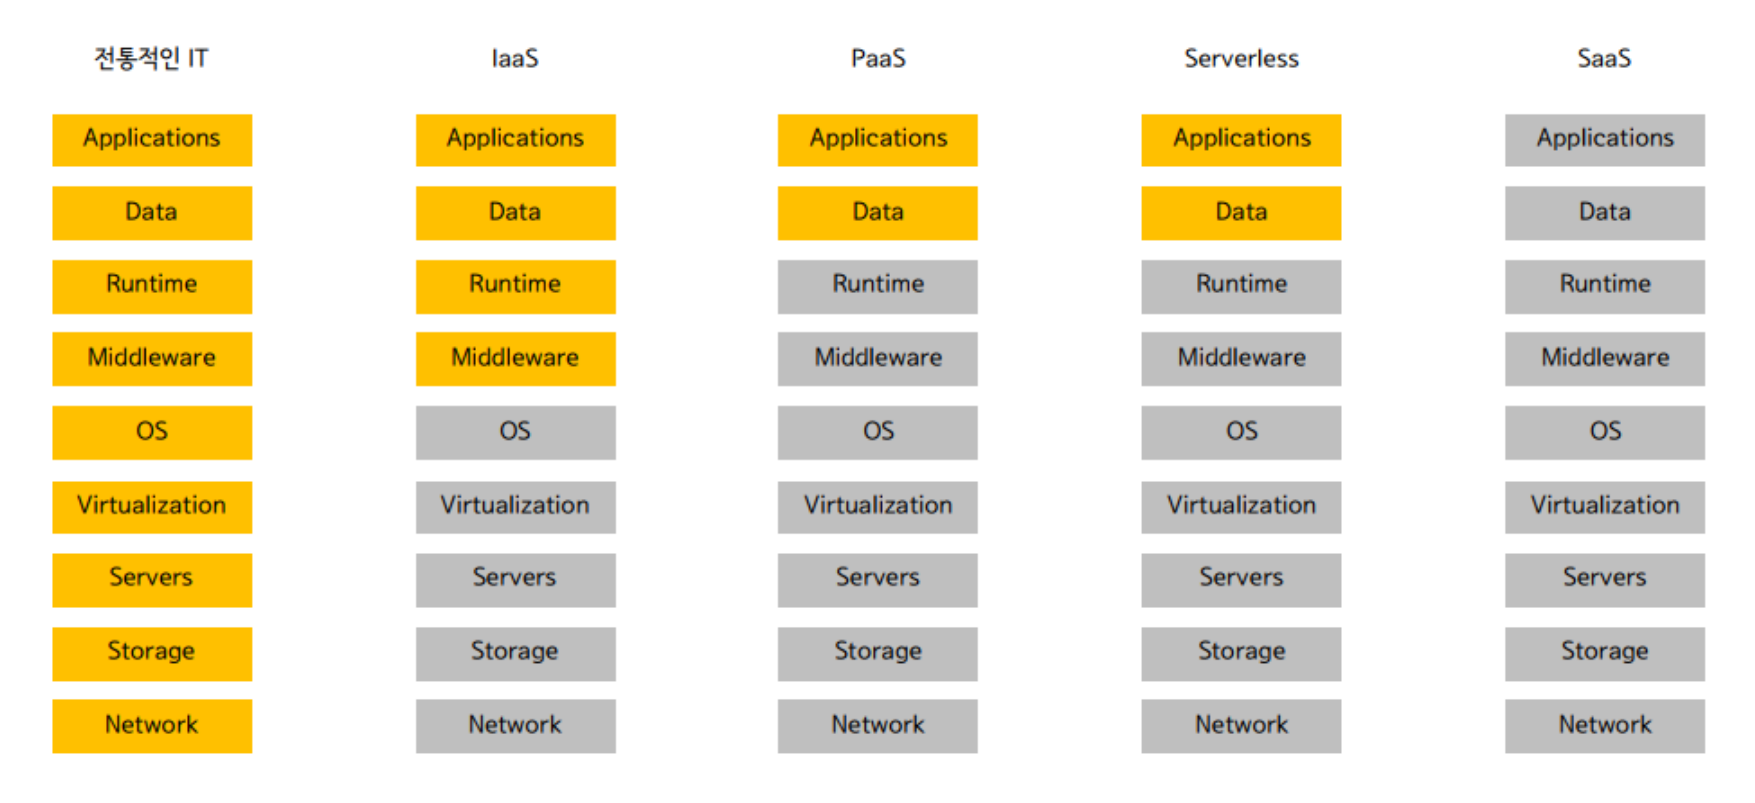 전통적인 IT
IaaS
PaaS
Serverless
SaaS
Applications
Applications
Applications
Applications
Applications
Data
Data
Data
Data
Data
Runtime
Runtime
Runtime
Runtime
Runtime
Middleware
Middleware
Middleware
Middleware
Middleware
OS
OS
OS
OS
OS
Virtualization
Virtualization
Virtualization
Virtualization
Virtualization
Servers
Servers
Servers
Servers
Servers
Storage
Storage
Storage
Storage
Storage
Network
Network
Network
Network
Network